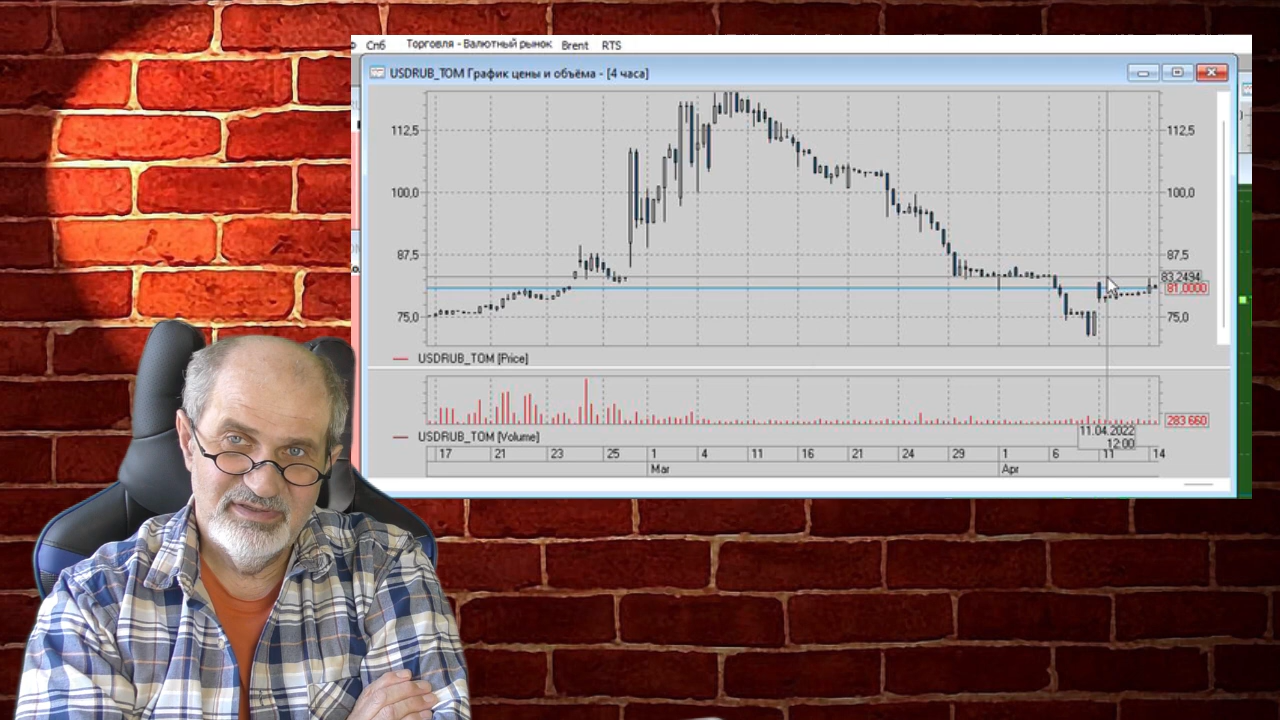 Спб Торговля - Валютный рынок Brent RTS
USDRUB_TOM График цены и объёма - [4 часа]
112,5 112,5
100,0 100,0
87,5 87,5
83,2494
81,0000
75,0 75,0
USDRUB_TOM [Price]
283 660
USDRUB_TOM [Volume]
11.04.2022
12:00
17 21 23 25 1 4 11 16 21 24 29 1 6 11 14
Mar Apr